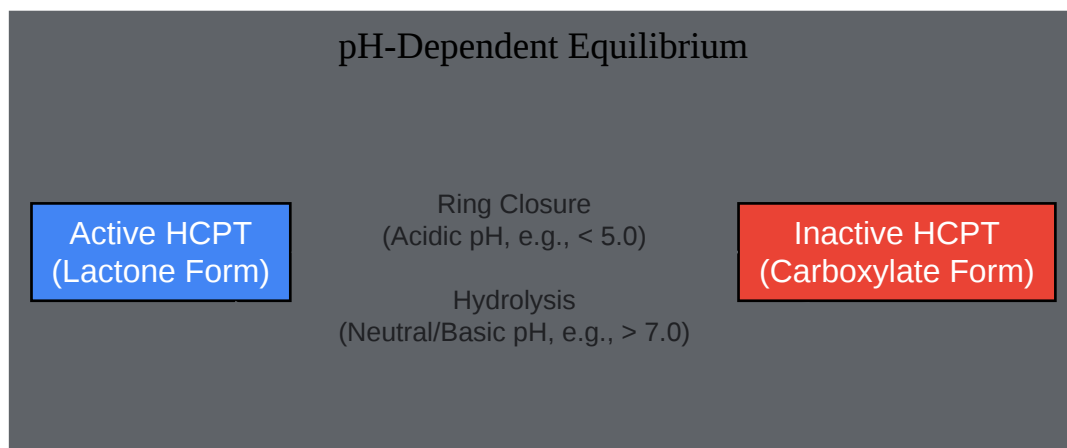 pH-Dependent Equilibrium
Active HCPT
(Lactone Form)
Ring Closure
(Acidic pH, e.g., < 5.0)
Hydrolysis
(Neutral/Basic pH, e.g., > 7.0)
Inactive HCPT
(Carboxylate Form)